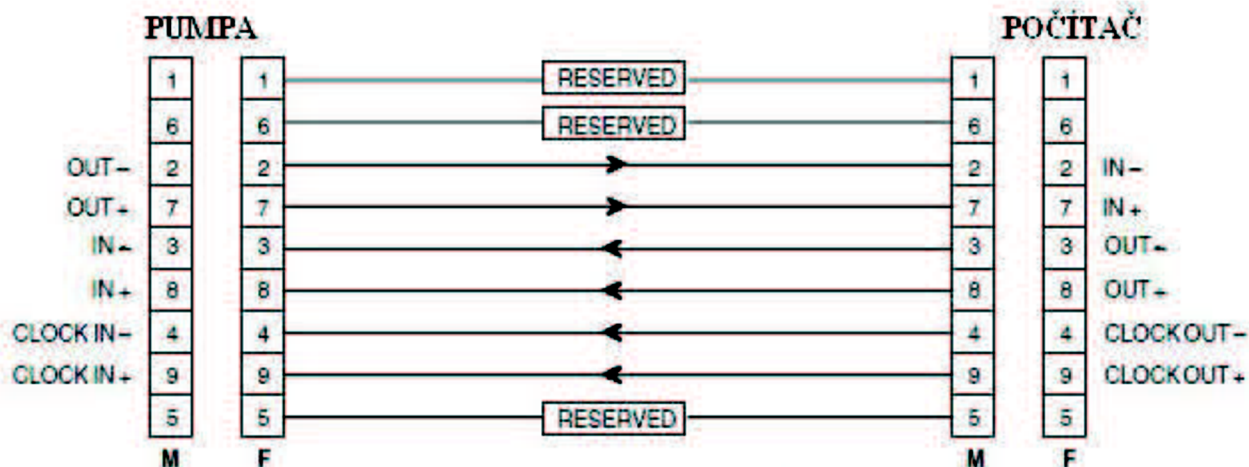 PUMPA POČÍTAČ
1 1 RESERVED 1 1
6 6 RESERVED 6 6
OUT– 2 2 2 2 IN–
OUT+ 7 7 7 7 IN+
IN– 3 3 3 3 OUT–
IN+ 8 8 8 8 OUT+
CLOCK IN– 4 4 4 4 CLOCK OUT–
CLOCK IN+ 9 9 9 9 CLOCK OUT+
5 5 RESERVED 5 5
M F M F